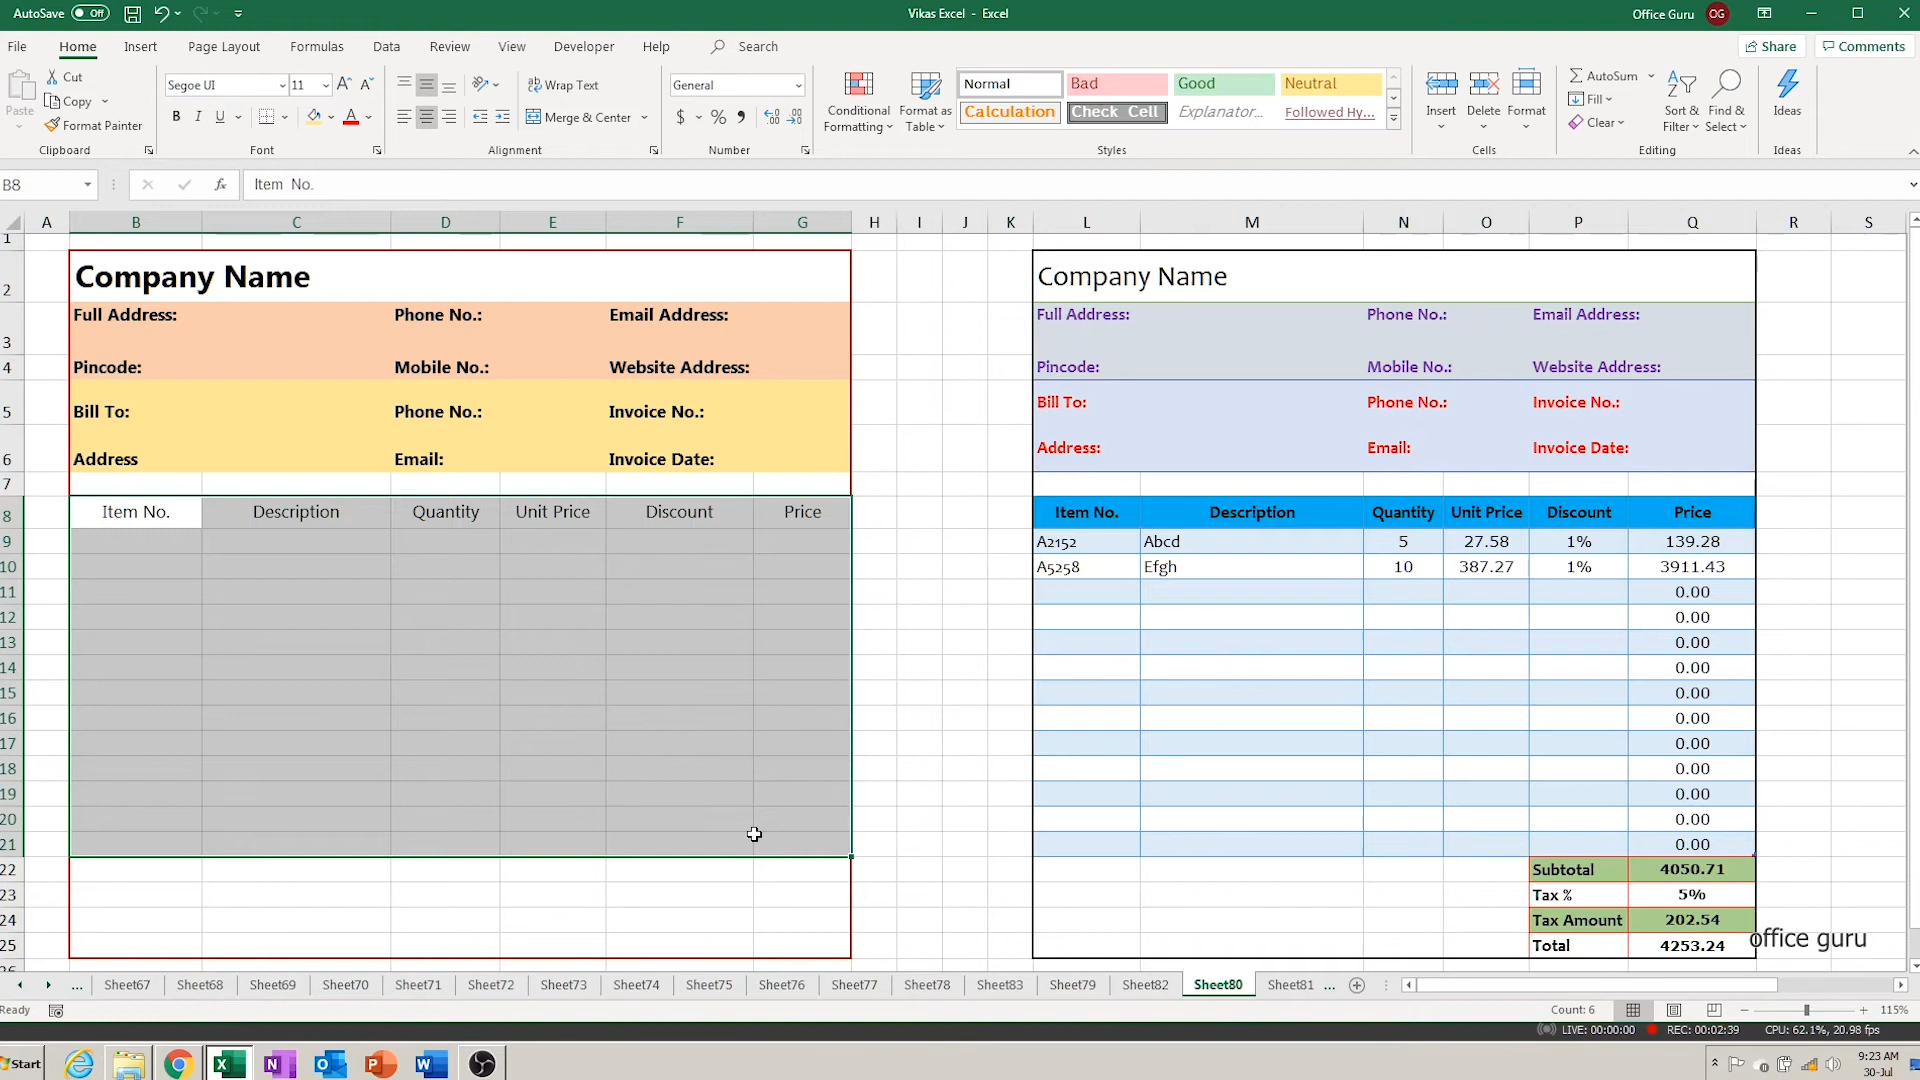 AutoSave Off Vikas Excel - Excel Office Guru OG
File Home Insert Page Layout Formulas Data Review View Developer Help Search Share Comments
Paste Cut Copy Format Painter Clipboard
Segoe UI 11 B I U A Font
Wrap Text Merge & Center Alignment
General $ % Number
Conditional Formatting Format as Table
Normal Bad Good Neutral
Calculation Check Cell Explanator... Followed Hy...
Styles
Insert Delete Format Cells
AutoSum Fill Clear Sort & Filter Find & Select Editing
Ideas Ideas
B8 fx Item No.
A B C D E F G H I J K L M N O P Q R S
1
2 Company Name Company Name
3 Full Address: Phone No.: Email Address: Full Address: Phone No.: Email Address:
4 Pincode: Mobile No.: Website Address: Pincode: Mobile No.: Website Address:
5 Bill To: Phone No.: Invoice No.: Bill To: Phone No.: Invoice No.:
6 Address Email: Invoice Date: Address: Email: Invoice Date:
7
8 Item No. Description Quantity Unit Price Discount Price Item No. Description Quantity Unit Price Discount Price
9 A2152 Abcd 5 27.58 1% 139.28
10 A5258 Efgh 10 387.27 1% 3911.43
11 0.00
12 0.00
13 0.00
14 0.00
15 0.00
16 0.00
17 0.00
18 0.00
19 0.00
20 0.00
21 0.00
22 Subtotal 4050.71
23 Tax % 5%
24 Tax Amount 202.54
office guru
25 Total 4253.24
26
... Sheet67 Sheet68 Sheet69 Sheet70 Sheet71 Sheet72 Sheet73 Sheet74 Sheet75 Sheet76 Sheet77 Sheet78 Sheet83 Sheet79 Sheet82 Sheet80 Sheet81 ...
Ready Count: 6 115%
LIVE: 00:00:00 REC: 00:02:39 CPU: 62.1%, 20.98 fps
Start 9:23 AM
30-Jul